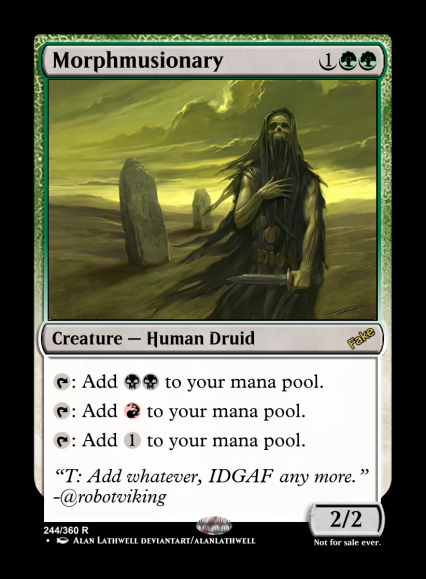 Morphmusionary 1
Creature — Human Druid Fake
: Add to your mana pool.
: Add to your mana pool.
: Add 1 to your mana pool.
“T: Add whatever, IDGAF any more.”
-@robotviking
2/2
244/360 R
• Alan Lathwell deviantart/alanlathwell Not for sale ever.